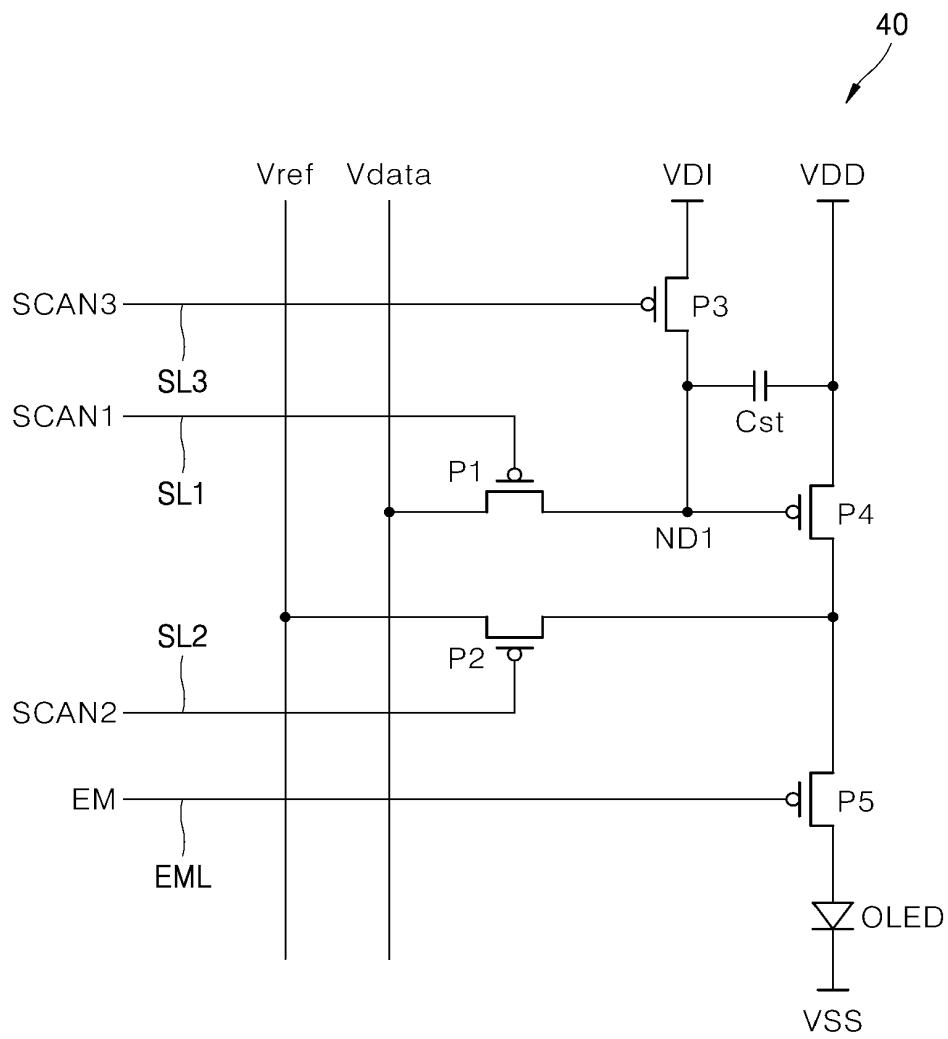 40
Vref Vdata VDI VDD
SCAN3
P3
SL3
SCAN1
Cst
P1
SL1
P4
ND1
SL2
P2
SCAN2
EM
P5
EML
OLED
VSS